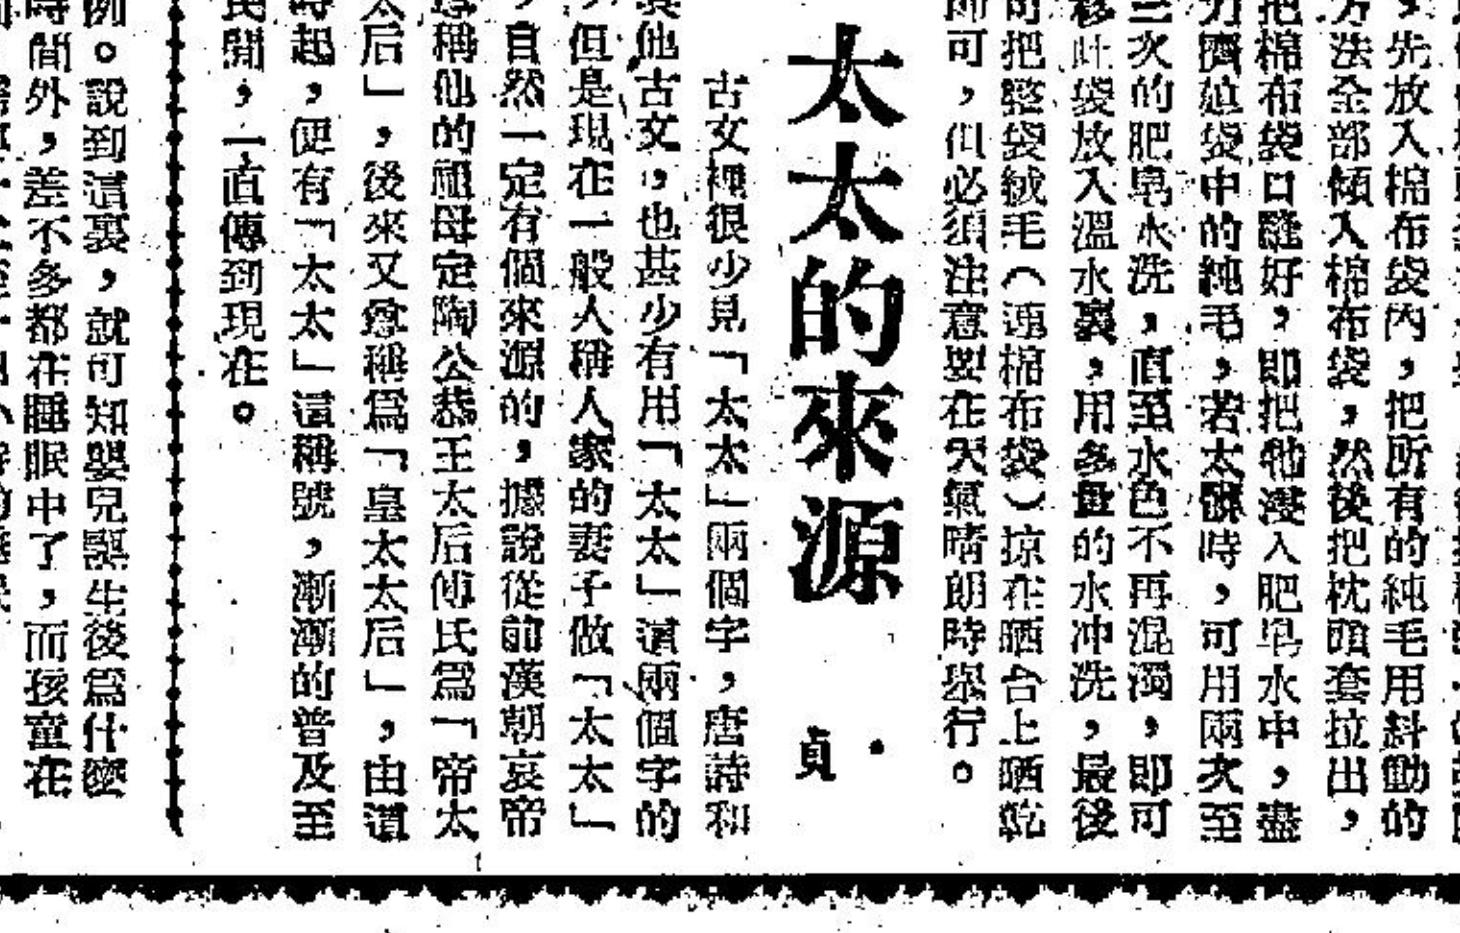 ，先放入棉布袋內，把所有的純毛用斜動的
方法全部傾入棉布袋，然後把枕頭套拉出，
把棉布袋口縫好，即把牠浸入肥皂水中，盡
力擠這袋中的純毛，若太髒時，可用兩次至
三次的肥皂水洗，直至水色不再混濁，即可
移此袋放入溫水裏，用多量的水冲洗，最後
可把整袋絨毛（連棉布袋）掠在晒台上晒乾
即可，但必須注意要在天氣晴朗時舉行。
太太的來源
·貞
古文裡很少見「太太」兩個字，唐詩和
其他古文，也甚少有用「太太」這兩個字的
，但是現在一般人稱人家的妻子做「太太」
，自然一定有個來源的，據說從前漢朝哀帝
尊稱他的祖母定陶公恭王太后傅氏爲「帝太
太后」，後來又尊稱爲「皇太太后」，由這
時起，便有「太太」這稱號，漸漸的普及至
民間，一直傳到現在。
例。說到這裏，就可知嬰兒誕生後爲什麼
時間外，差不多都在睡眠中了，而孩童在